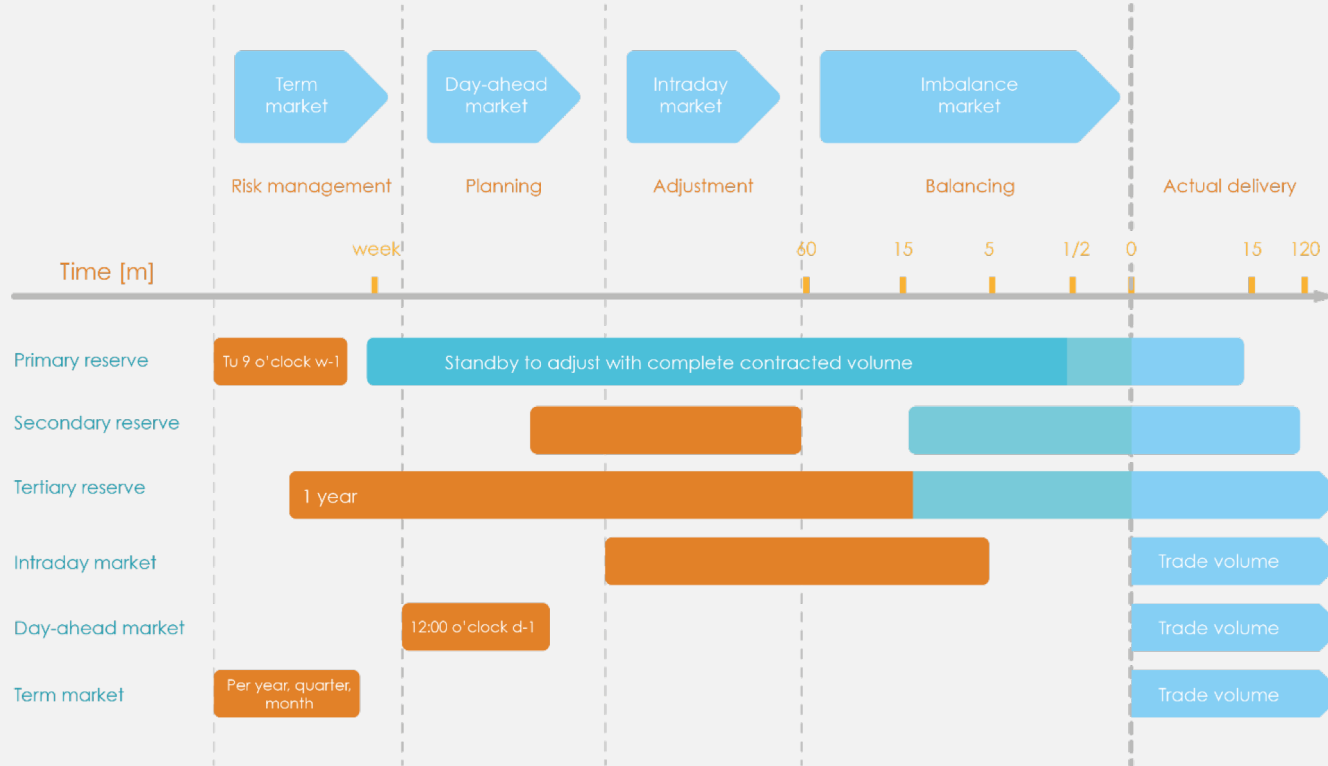 Term
market
Day-ahead
market
Intraday
market
Imbalance
market
Risk management
Planning
Adjustment
Balancing
Actual delivery
Time [m]
week
60
15
5
1/2
0
15
120
Primary reserve
Tu 9 o'clock w-1
Standby to adjust with complete contracted volume
Secondary reserve
Tertiary reserve
1 year
Intraday market
Trade volume
Day-ahead market
12:00 o'clock d-1
Trade volume
Term market
Per year, quarter,
month
Trade volume